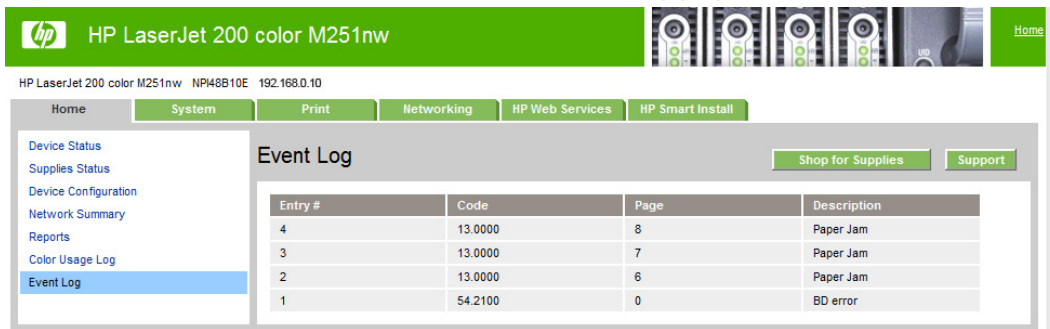 hp HP LaserJet 200 color M251nw
UID
Home
HP LaserJet 200 color M251nw NPI48B10E 192.168.0.10
Home System Print Networking HP Web Services HP Smart Install
Device Status
Supplies Status
Device Configuration
Network Summary
Reports
Color Usage Log
Event Log
Event Log
Shop for Supplies Support
Entry # Code Page Description
4 13.0000 8 Paper Jam
3 13.0000 7 Paper Jam
2 13.0000 6 Paper Jam
1 54.2100 0 BD error